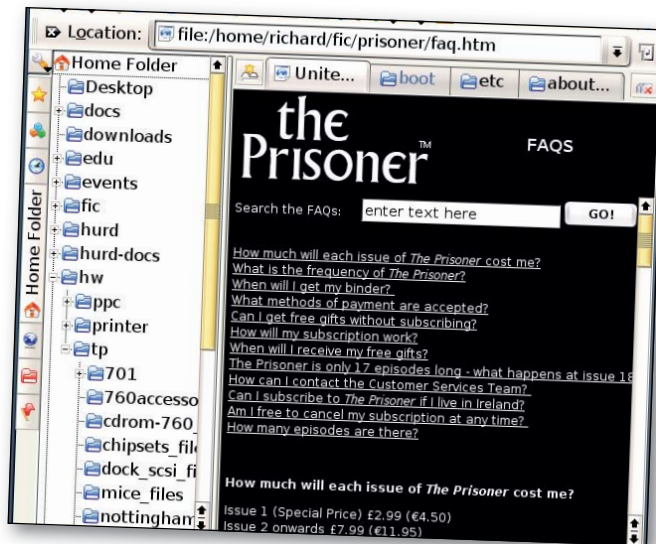 Location: file:/home/richard/fic/prisoner/faq.htm
Home Folder
Desktop
docs
downloads
edu
events
fic
hurd
hurd-docs
hw
ppc
printer
tp
701
760accesso
cdrom-760_
chipsets_file
dock_scsi_fi
mice_files
nottingham
Home Folder
Unite... boot etc about...
the
Prisoner™
FAQS
Search the FAQs: enter text here GO!
How much will each issue of The Prisoner cost me?
What is the frequency of The Prisoner?
When will I get my binder?
What methods of payment are accepted?
Can I get free gifts without subscribing?
How will my subscription work?
When will I receive my free gifts?
The Prisoner is only 17 episodes long - what happens at issue 18
How can I contact the Customer Services Team?
Can I subscribe to The Prisoner if I live in Ireland?
Am I free to cancel my subscription at any time?
How many episodes are there?
How much will each issue of The Prisoner cost me?
Issue 1 (Special Price) £2.99 (€4.50)
Issue 2 onwards £7.99 (€11.95)